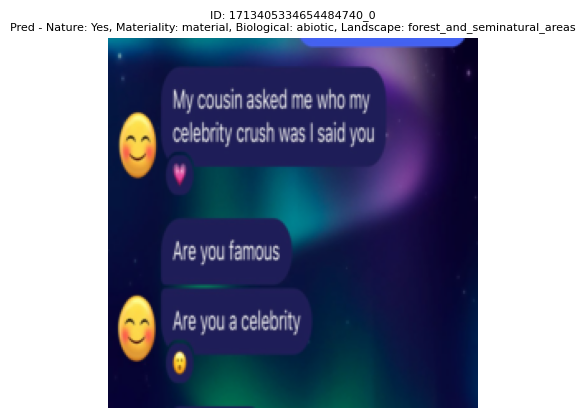 ID: 1713405334654484740_0
Pred - Nature: Yes, Materiality: material, Biological: abiotic, Landscape: forest_and_seminatural_areas
My cousin asked me who my
celebrity crush was I said you
Are you famous
Are you a celebrity